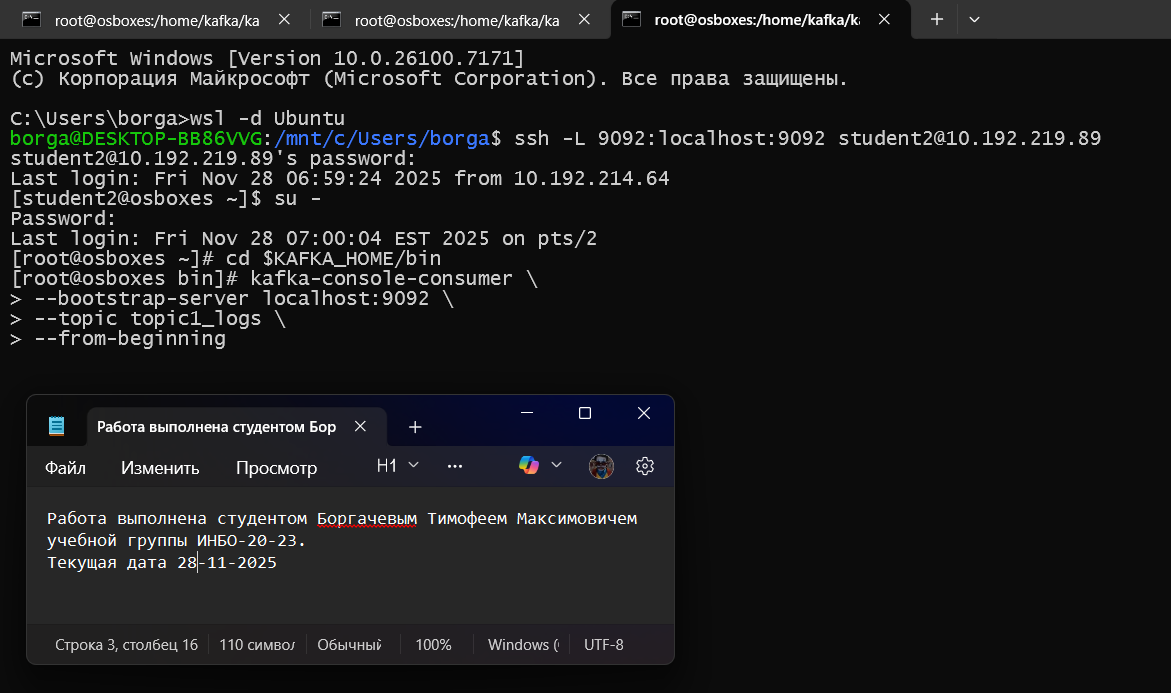 root@osboxes:/home/kafka/ka
root@osboxes:/home/kafka/ka
root@osboxes:/home/kafka/ka
Microsoft Windows [Version 10.0.26100.7171]
(c) Корпорация Майкрософт (Microsoft Corporation). Все права защищены.
C:\Users\borga>wsl -d Ubuntu
borga@DESKTOP-BB86VVG:/mnt/c/Users/borga$ ssh -L 9092:localhost:9092 student2@10.192.219.89
student2@10.192.219.89's password:
Last login: Fri Nov 28 06:59:24 2025 from 10.192.214.64
[student2@osboxes ~]$ su -
Password:
Last login: Fri Nov 28 07:00:04 EST 2025 on pts/2
[root@osboxes ~]# cd $KAFKA_HOME/bin
[root@osboxes bin]# kafka-console-consumer \
> --bootstrap-server localhost:9092 \
> --topic topic1_logs \
> --from-beginning
Работа выполнена студентом Бор
Файл Изменить Просмотр H1
Работа выполнена студентом Боргачевым Тимофеем Максимовичем
учебной группы ИНБО-20-23.
Текущая дата 28-11-2025
Строка 3, столбец 16 110 символ Обычный 100% Windows ( UTF-8